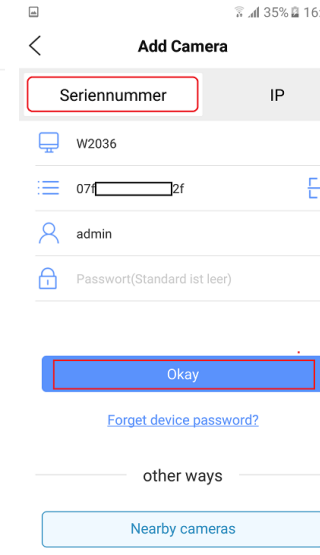 35% 16:
Add Camera
Seriennummer IP
W2036
07f 2f
admin
Passwort(Standard ist leer)
Okay
Forget device password?
other ways
Nearby cameras